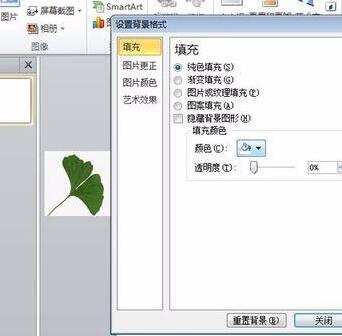 图片
屏幕截图
相册
图像
SmartArt
设置背景格式
填充
图片更正
图片颜色
艺术效果
填充
纯色填充(S)
渐变填充(G)
图片或纹理填充(P)
图案填充(A)
隐藏背景图形(H)
填充颜色
颜色(C):
透明度(T):
0%
重置背景(B)
关闭